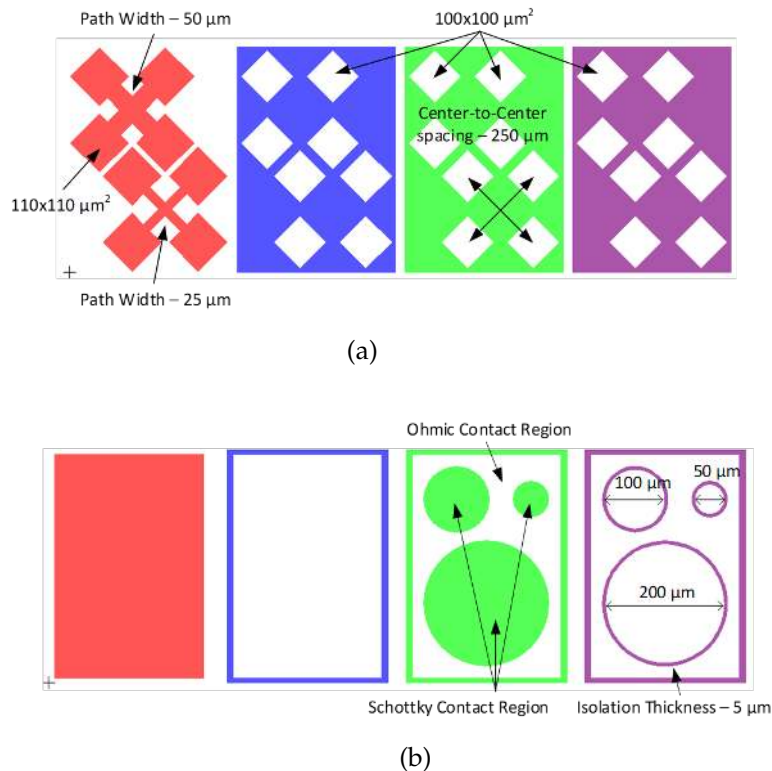 Path Width – 50 µm
100x100 µm²
Center-to-Center
spacing – 250 µm
110x110 µm²
Path Width – 25 µm
(a)
Ohmic Contact Region
100 µm
50 µm
200 µm
Schottky Contact Region
Isolation Thickness – 5 µm
(b)